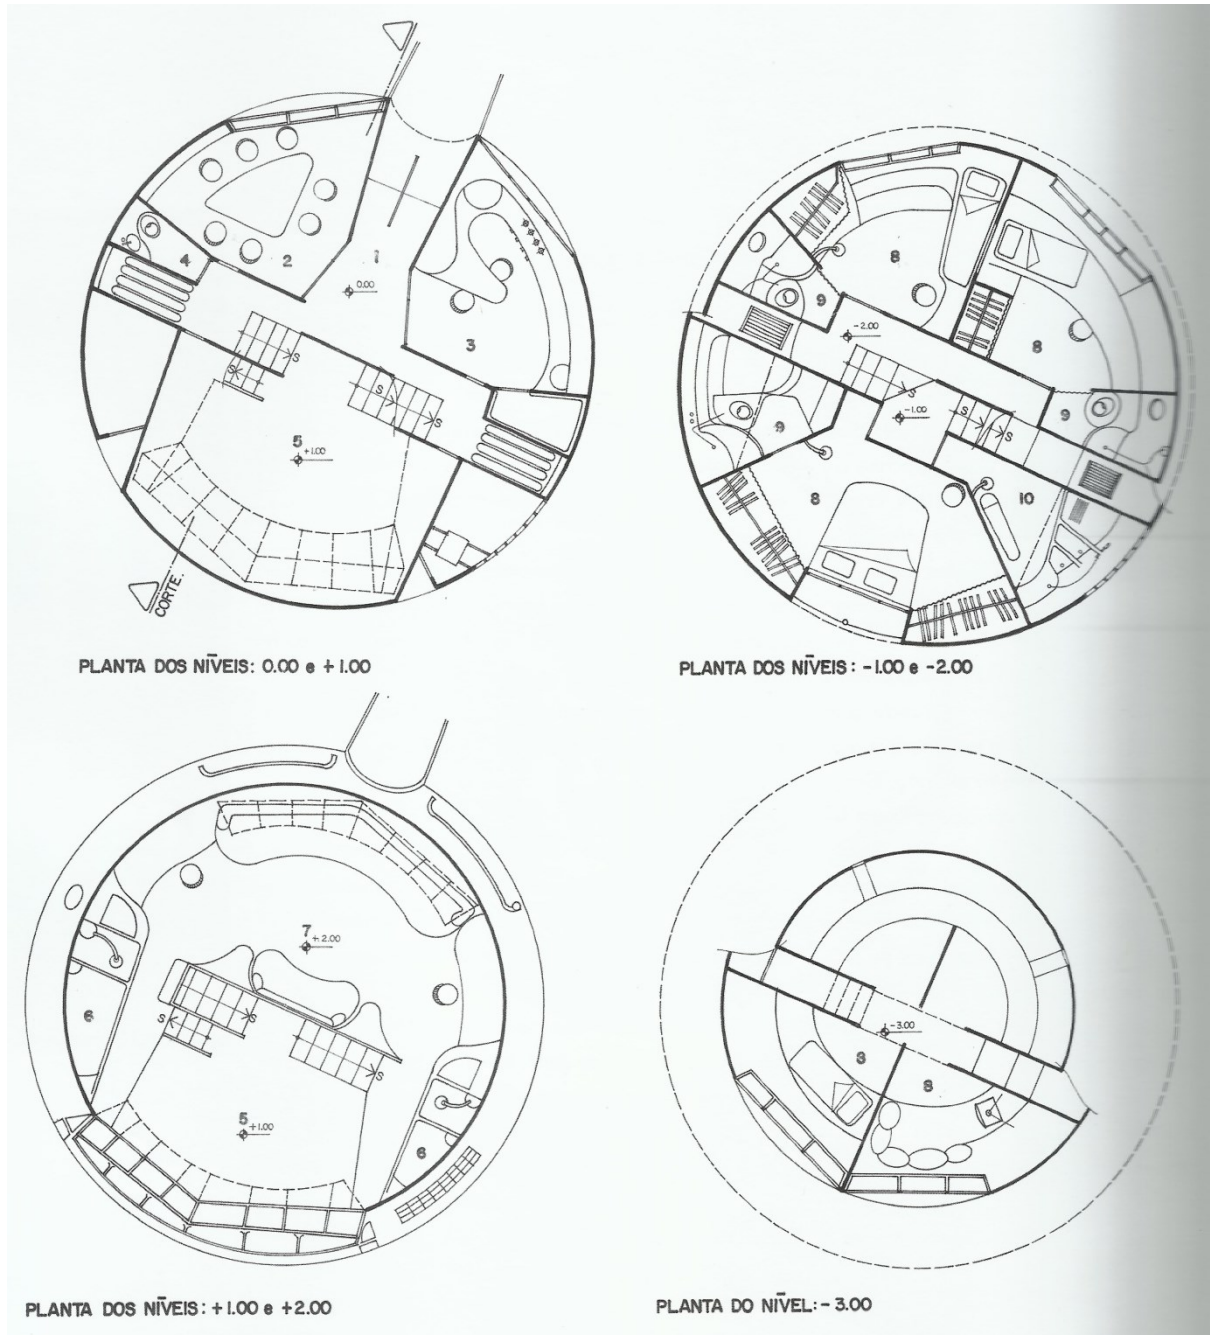 1
0.00
2
3
4
S
S
S
S
5
+1.00
CORTE.
PLANTA DOS NÍVEIS: 0.00 e +1.00
8
8
9
-2.00
-1.00
S
S
9
9
8
10
PLANTA DOS NÍVEIS: -1.00 e -2.00
7
+2.00
6
S
S
S
5
+1.00
6
PLANTA DOS NÍVEIS: +1.00 e +2.00
-3.00
8
8
PLANTA DO NÍVEL: - 3.00